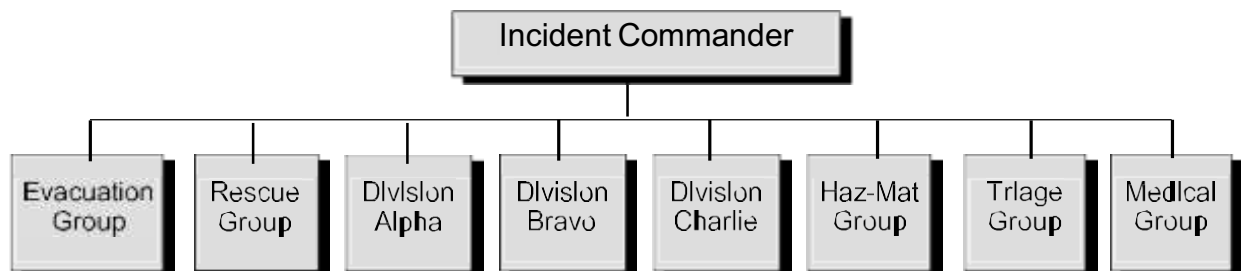 Incident Commander
Evacuation
Group
Rescue
Group
Division
Alpha
Division
Bravo
Division
Charlie
Haz-Mat
Group
Triage
Group
Medical
Group